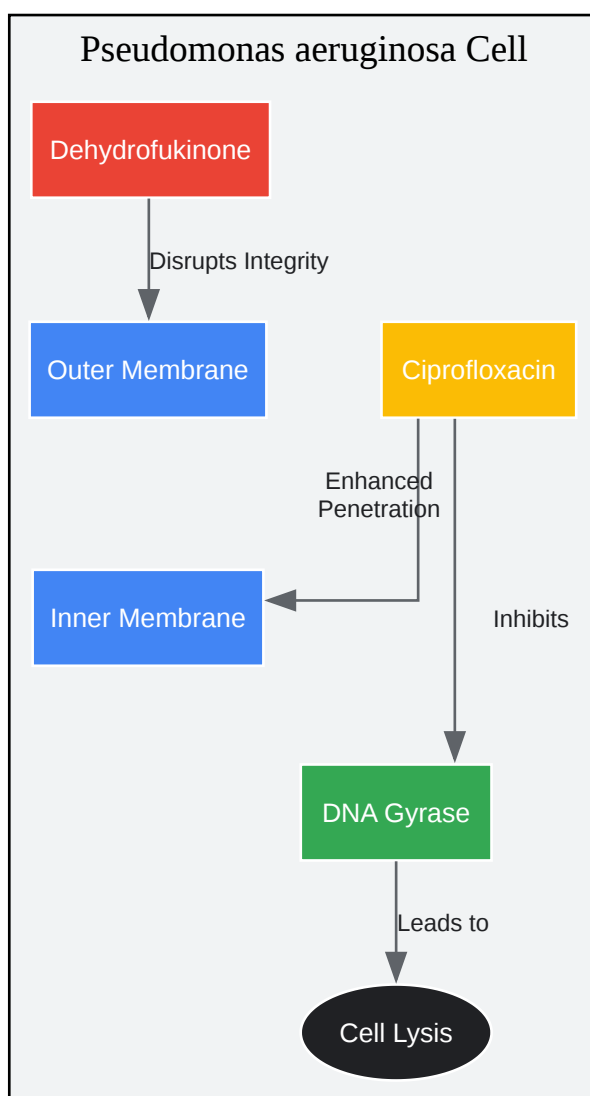 Pseudomonas aeruginosa Cell
Dehydrofukinone
Disrupts Integrity
Outer Membrane
Ciprofloxacin
Enhanced
Penetration
Inner Membrane
Inhibits
DNA Gyrase
Leads to
Cell Lysis